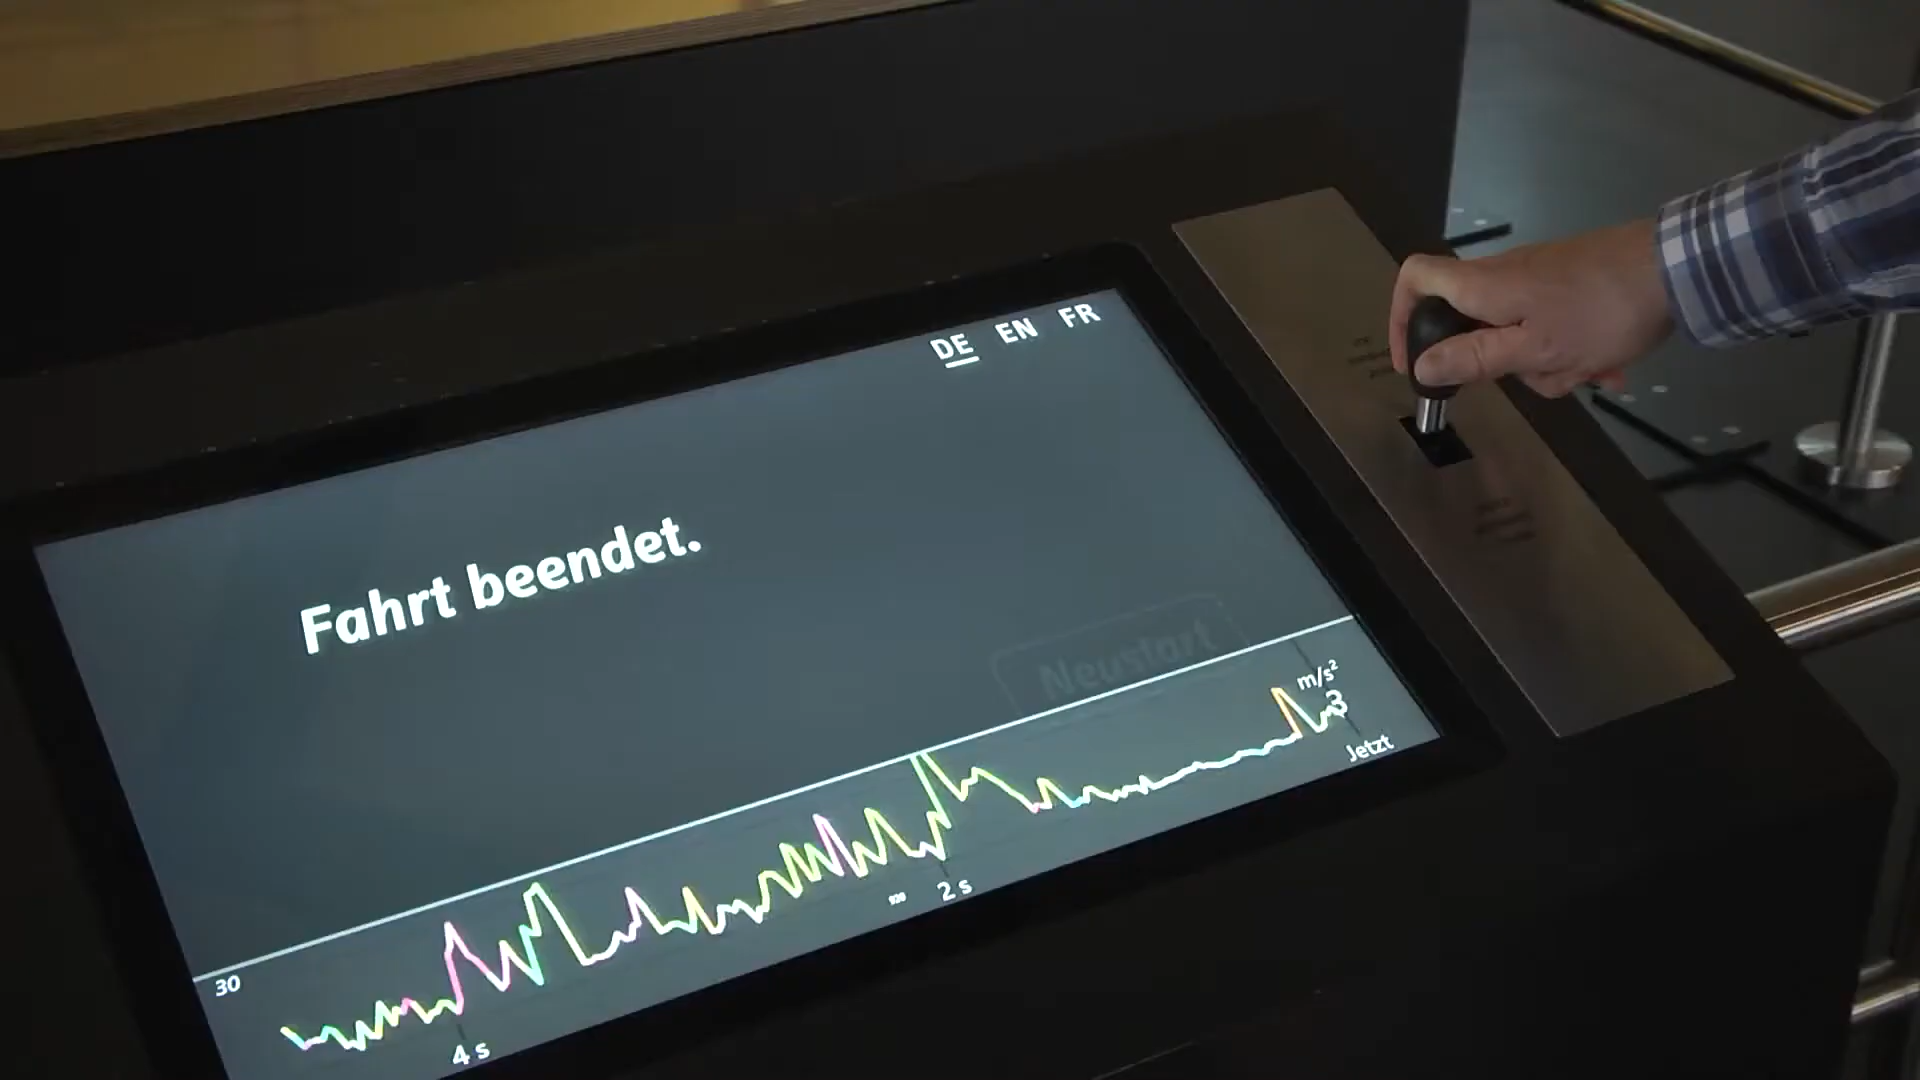 DE EN FR
Fahrt beendet.
Neustart
m/s²
3
Jetzt
2 s
30
4 s